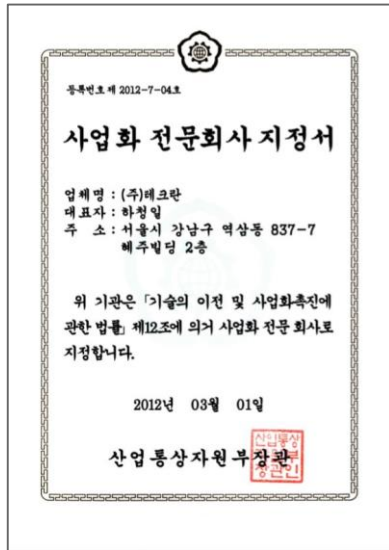 등록번호 제 2012-7-04호
사업화 전문회사 지정서
업체명 : (주)테크란
대표자 : 하청일
주 소 : 서울시 강남구 역삼동 837-7
혜주빌딩 2층
위 기관은 「기술의 이전 및 사업화촉진에
관한 법률」 제12조에 의거 사업화 전문 회사로
지정합니다.
2012년 03월 01일
산업통상자원부장관